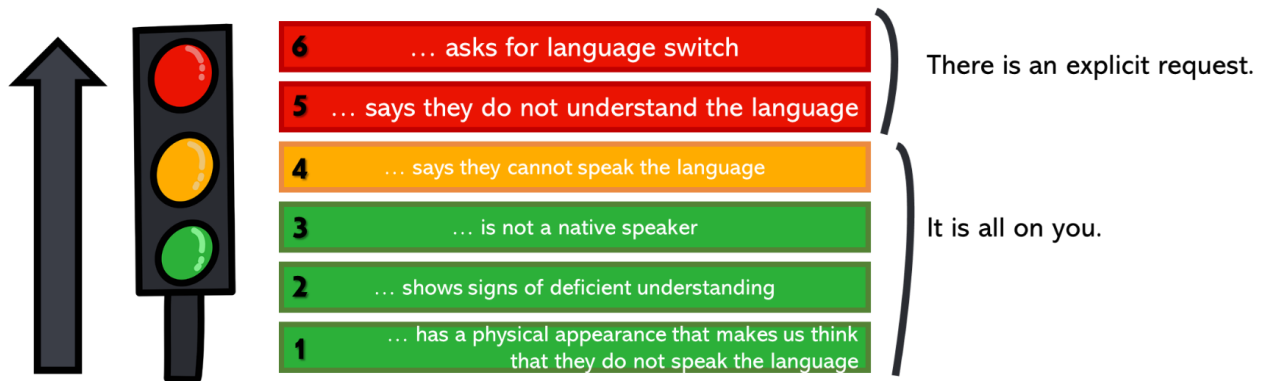 6 … asks for language switch
There is an explicit request.
5 … says they do not understand the language
4 … says they cannot speak the language
3 … is not a native speaker
It is all on you.
2 … shows signs of deficient understanding
1 … has a physical appearance that makes us think
that they do not speak the language